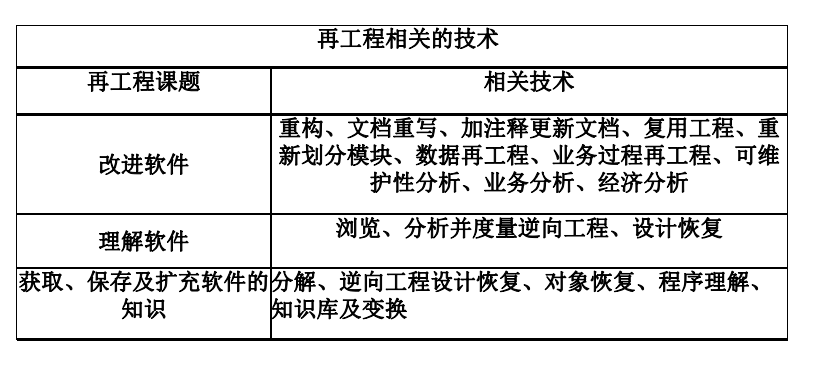 再工程相关的技术
再工程课题
相关技术
改进软件
重构、文档重写、加注释更新文档、复用工程、重
新划分模块、数据再工程、业务过程再工程、可维
护性分析、业务分析、经济分析
理解软件
浏览、分析并度量逆向工程、设计恢复
获取、保存及扩充软件的
知识
分解、逆向工程设计恢复、对象恢复、程序理解、
知识库及变换